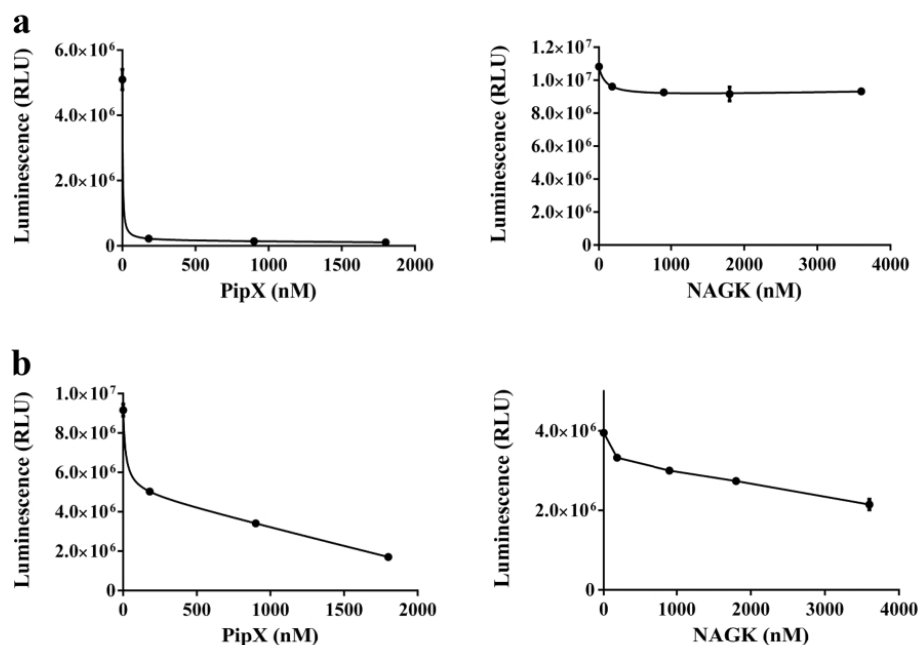 a
Luminescence (RLU)
6.0×10⁶
4.0×10⁶
2.0×10⁶
0
0 500 1000 1500 2000
PipX (nM)
Luminescence (RLU)
1.2×10⁷
1.0×10⁷
8.0×10⁶
6.0×10⁶
4.0×10⁶
2.0×10⁶
0
0 1000 2000 3000 4000
NAGK (nM)
b
Luminescence (RLU)
1.0×10⁷
8.0×10⁶
6.0×10⁶
4.0×10⁶
2.0×10⁶
0
0 500 1000 1500 2000
PipX (nM)
Luminescence (RLU)
4.0×10⁶
2.0×10⁶
0
0 1000 2000 3000 4000
NAGK (nM)